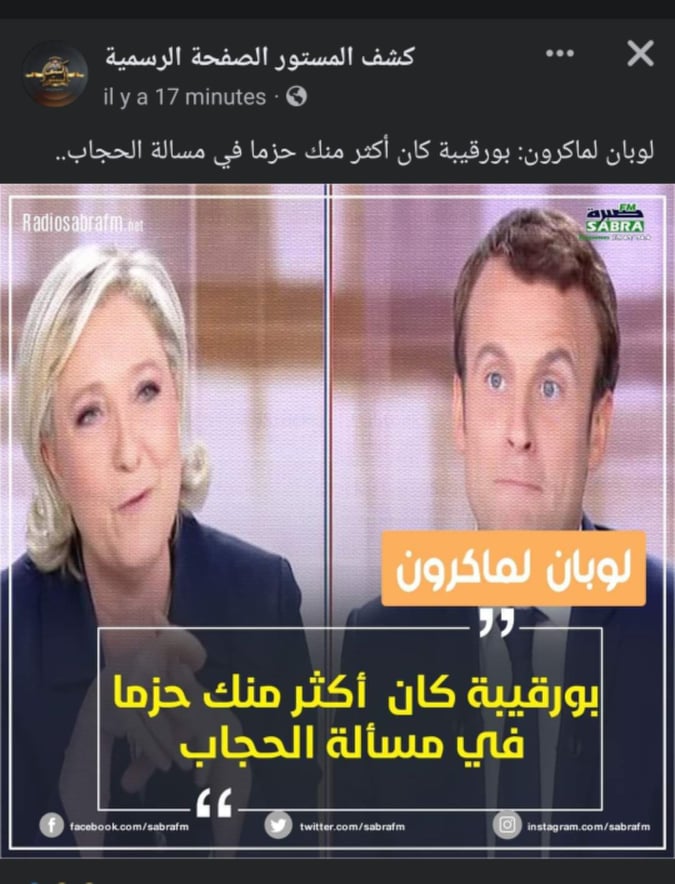 كشف المستور الصفحة الرسمية
il y a 17 minutes ·
لوبان لماكرون: بورقيبة كان أكثر منك حزما في مسالة الحجاب..
Radiosabrafm.net
صبرة FM
SABRA
لوبان لماكرون
”
بورقيبة كان أكثر منك حزما
في مسألة الحجاب
“
facebook.com/sabrafm
twitter.com/sabrafm
instagram.com/sabrafm